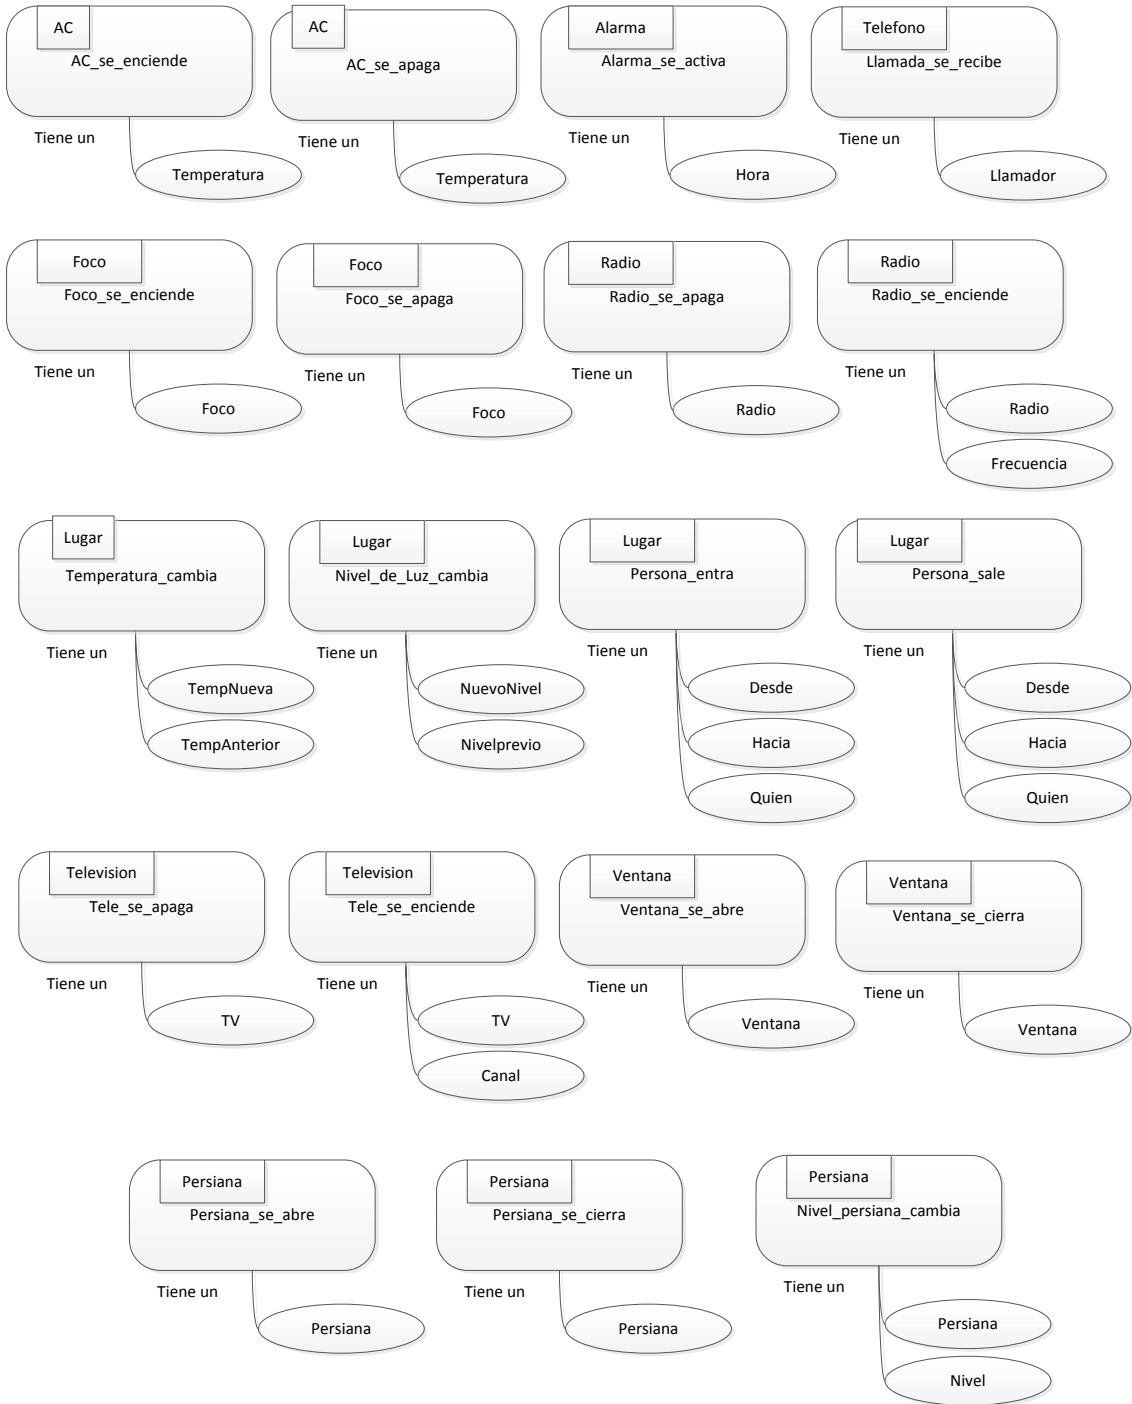 AC
AC_se_enciende
Tiene un
Temperatura
AC
AC_se_apaga
Tiene un
Temperatura
Alarma
Alarma_se_activa
Tiene un
Hora
Telefono
Llamada_se_recibe
Tiene un
Llamador
Foco
Foco_se_enciende
Tiene un
Foco
Foco
Foco_se_apaga
Tiene un
Foco
Radio
Radio_se_apaga
Tiene un
Radio
Radio
Radio_se_enciende
Tiene un
Radio
Frecuencia
Lugar
Temperatura_cambia
Tiene un
TempNueva
TempAnterior
Lugar
Nivel_de_Luz_cambia
Tiene un
NuevoNivel
Nivelprevio
Lugar
Persona_entra
Tiene un
Desde
Hacia
Quien
Lugar
Persona_sale
Tiene un
Desde
Hacia
Quien
Television
Tele_se_apaga
Tiene un
TV
Television
Tele_se_enciende
Tiene un
TV
Canal
Ventana
Ventana_se_abre
Tiene un
Ventana
Ventana
Ventana_se_cierra
Tiene un
Ventana
Persiana
Persiana_se_abre
Tiene un
Persiana
Persiana
Persiana_se_cierra
Tiene un
Persiana
Persiana
Nivel_persiana_cambia
Tiene un
Persiana
Nivel